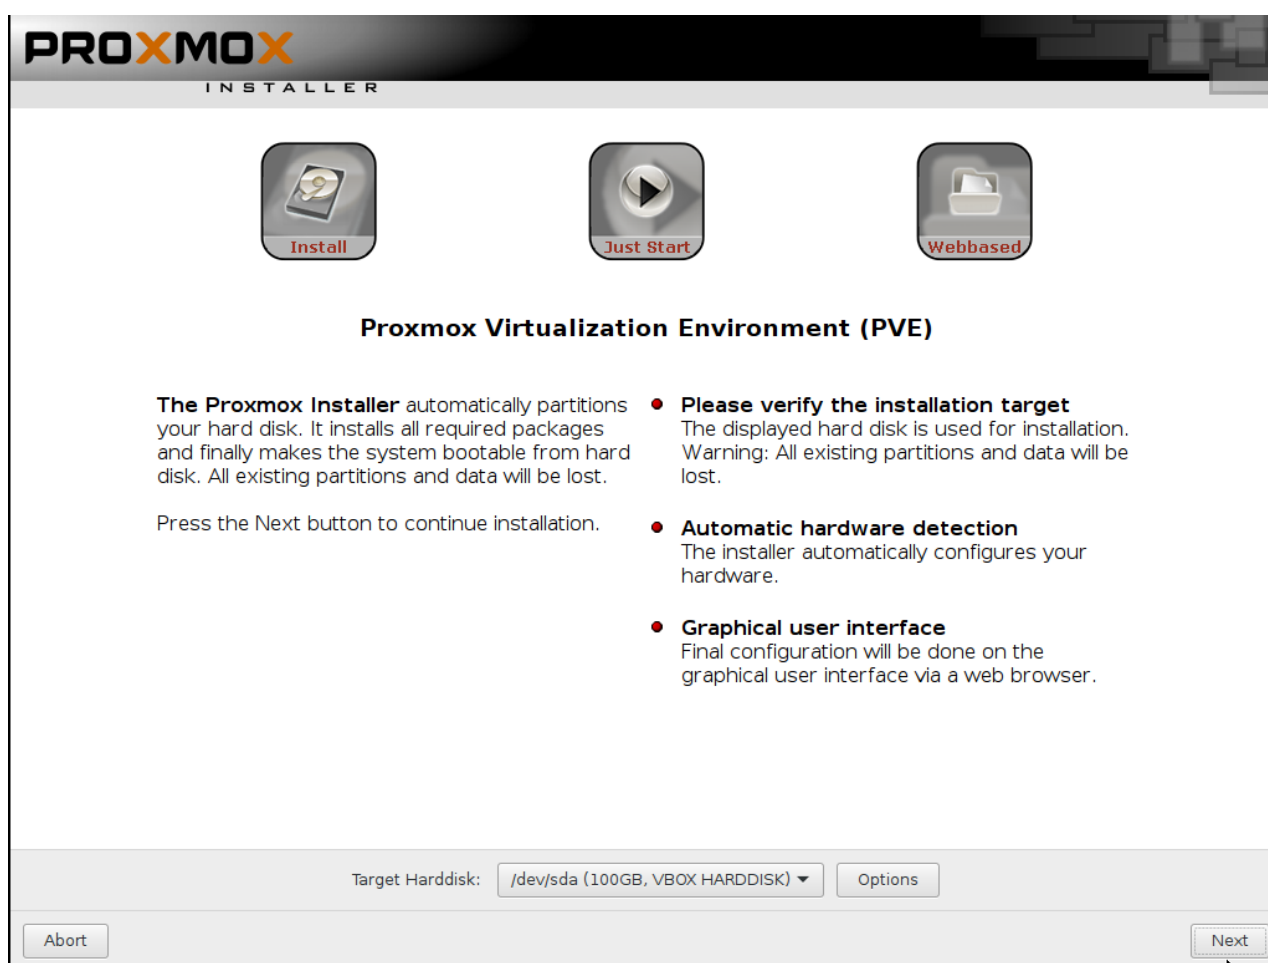 PROXMOX
INSTALLER
Install
Just Start
Webbased
Proxmox Virtualization Environment (PVE)
The Proxmox Installer automatically partitions
your hard disk. It installs all required packages
and finally makes the system bootable from hard
disk. All existing partitions and data will be lost.
Press the Next button to continue installation.
Please verify the installation target
The displayed hard disk is used for installation.
Warning: All existing partitions and data will be
lost.
Automatic hardware detection
The installer automatically configures your
hardware.
Graphical user interface
Final configuration will be done on the
graphical user interface via a web browser.
Target Harddisk: /dev/sda (100GB, VBOX HARDDISK) Options
Abort
Next